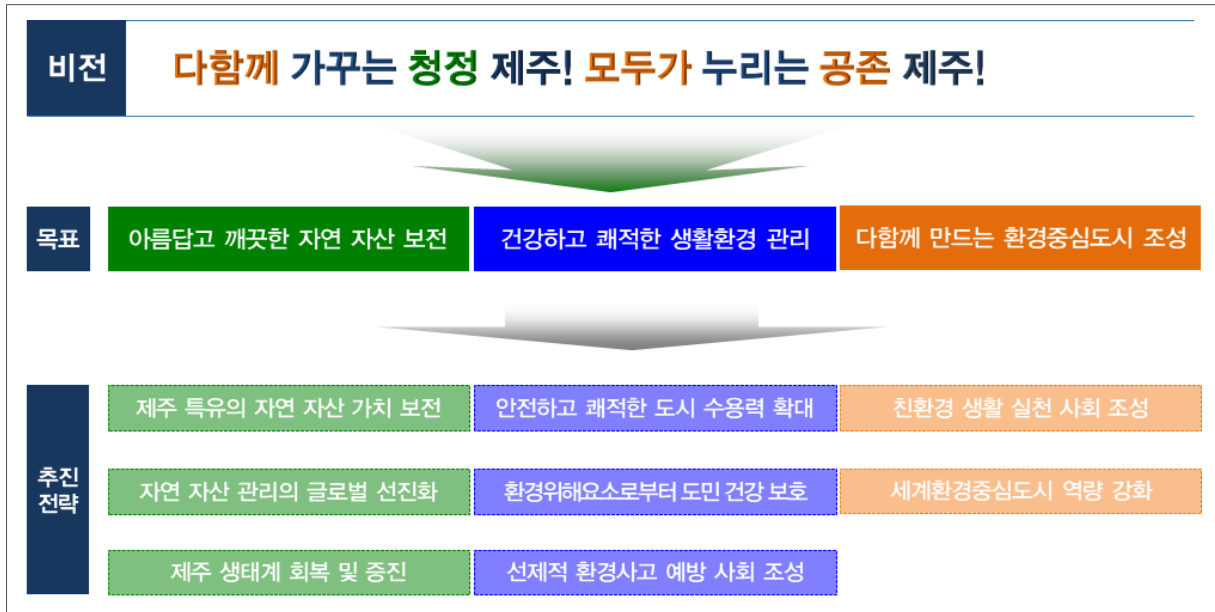 비전
다함께 가꾸는 청정 제주! 모두가 누리는 공존 제주!
목표
아름답고 깨끗한 자연 자산 보전
건강하고 쾌적한 생활환경 관리
다함께 만드는 환경중심도시 조성
추진
전략
제주 특유의 자연 자산 가치 보전
안전하고 쾌적한 도시 수용력 확대
친환경 생활 실천 사회 조성
자연 자산 관리의 글로벌 선진화
환경위해요소로부터 도민 건강 보호
세계환경중심도시 역량 강화
제주 생태계 회복 및 증진
선제적 환경사고 예방 사회 조성